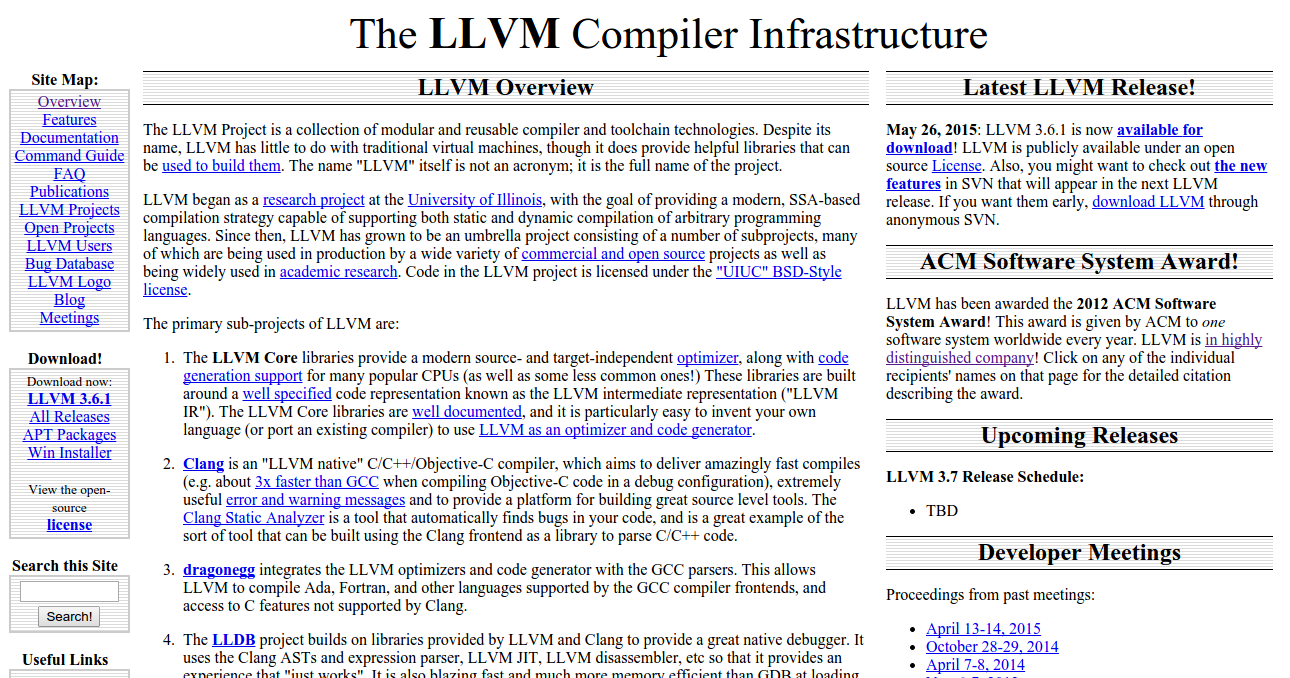 The LLVM Compiler Infrastructure
Site Map:
Overview
Features
Documentation
Command Guide
FAQ
Publications
LLVM Projects
Open Projects
LLVM Users
Bug Database
LLVM Logo
Blog
Meetings
Download!
Download now:
LLVM 3.6.1
All Releases
APT Packages
Win Installer
View the open-
source
license
Search this Site
Search!
Useful Links
LLVM Overview
The LLVM Project is a collection of modular and reusable compiler and toolchain technologies. Despite its
name, LLVM has little to do with traditional virtual machines, though it does provide helpful libraries that can
be used to build them. The name "LLVM" itself is not an acronym; it is the full name of the project.
LLVM began as a research project at the University of Illinois, with the goal of providing a modern, SSA-based
compilation strategy capable of supporting both static and dynamic compilation of arbitrary programming
languages. Since then, LLVM has grown to be an umbrella project consisting of a number of subprojects, many
of which are being used in production by a wide variety of commercial and open source projects as well as
being widely used in academic research. Code in the LLVM project is licensed under the "UIUC" BSD-Style
license.
The primary sub-projects of LLVM are:
1. The LLVM Core libraries provide a modern source- and target-independent optimizer, along with code
generation support for many popular CPUs (as well as some less common ones!) These libraries are built
around a well specified code representation known as the LLVM intermediate representation ("LLVM
IR"). The LLVM Core libraries are well documented, and it is particularly easy to invent your own
language (or port an existing compiler) to use LLVM as an optimizer and code generator.
2. Clang is an "LLVM native" C/C++/Objective-C compiler, which aims to deliver amazingly fast compiles
(e.g. about 3x faster than GCC when compiling Objective-C code in a debug configuration), extremely
useful error and warning messages and to provide a platform for building great source level tools. The
Clang Static Analyzer is a tool that automatically finds bugs in your code, and is a great example of the
sort of tool that can be built using the Clang frontend as a library to parse C/C++ code.
3. dragonegg integrates the LLVM optimizers and code generator with the GCC parsers. This allows
LLVM to compile Ada, Fortran, and other languages supported by the GCC compiler frontends, and
access to C features not supported by Clang.
4. The LLDB project builds on libraries provided by LLVM and Clang to provide a great native debugger. It
uses the Clang ASTs and expression parser, LLVM JIT, LLVM disassembler, etc so that it provides an
experience that "just works". It is also blazing fast and much more memory efficient than GDB at loading
Latest LLVM Release!
May 26, 2015: LLVM 3.6.1 is now available for
download! LLVM is publicly available under an open
source License. Also, you might want to check out the new
features in SVN that will appear in the next LLVM
release. If you want them early, download LLVM through
anonymous SVN.
ACM Software System Award!
LLVM has been awarded the 2012 ACM Software
System Award! This award is given by ACM to one
software system worldwide every year. LLVM is in highly
distinguished company! Click on any of the individual
recipients' names on that page for the detailed citation
describing the award.
Upcoming Releases
LLVM 3.7 Release Schedule:
• TBD
Developer Meetings
Proceedings from past meetings:
• April 13-14, 2015
• October 28-29, 2014
• April 7-8, 2014